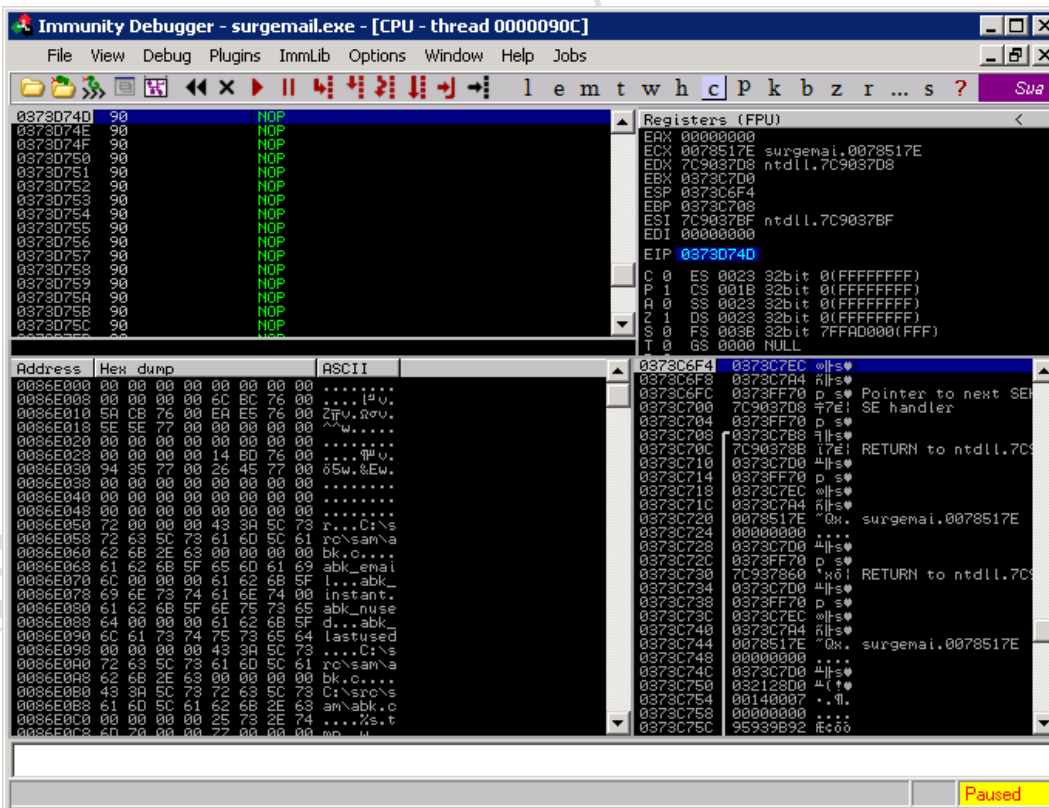 Immunity Debugger - surgemail.exe - [CPU - thread 0000090C]
File View Debug Plugins ImmLib Options Window Help Jobs
l e m t w h c P k b z r ... s ?
0373D74D 90 NOP
0373D74E 90 NOP
0373D74F 90 NOP
0373D750 90 NOP
0373D751 90 NOP
0373D752 90 NOP
0373D753 90 NOP
0373D754 90 NOP
0373D755 90 NOP
0373D756 90 NOP
0373D757 90 NOP
0373D758 90 NOP
0373D759 90 NOP
0373D75A 90 NOP
0373D75B 90 NOP
0373D75C 90 NOP
Registers (FPU) <
EAX 00000000
ECX 0078517E surgemai.0078517E
EDX 7C9037D8 ntdll.7C9037D8
EBX 0373C7D0
ESP 0373C6F4
EBP 0373C708
ESI 7C9037BF ntdll.7C9037BF
EDI 00000000
EIP 0373D74D
C 0 ES 0023 32bit 0(FFFFFFFF)
P 1 CS 001B 32bit 0(FFFFFFFF)
A 0 SS 0023 32bit 0(FFFFFFFF)
Z 1 DS 0023 32bit 0(FFFFFFFF)
S 0 FS 003B 32bit 7FFAD000(FFF)
T 0 GS 0000 NULL
Address Hex dump ASCII
0086E000 00 00 00 00 00 00 00 00 ........
0086E008 00 00 00 00 6C BC 76 00
0086E010 5A CB 76 00 EA E5 76 00
0086E018 5E 5E 77 00 00 00 00 00 ^^w.....
0086E020 00 00 00 00 00 00 00 00 ........
0086E028 00 00 00 00 14 BD 76 00
0086E030 94 35 77 00 26 45 77 00 ö5w.&Ew.
0086E038 00 00 00 00 00 00 00 00 ........
0086E040 00 00 00 00 00 00 00 00 ........
0086E048 00 00 00 00 00 00 00 00 ........
0086E050 72 00 00 00 43 3A 5C 73 r...C:\s
0086E058 72 63 5C 73 61 6D 5C 61 rc\sam\a
0086E060 62 6B 2E 63 00 00 00 00 bk.c....
0086E068 61 62 6B 5F 65 6D 61 69 abk_emai
0086E070 6C 00 00 00 61 62 6B 5F l...abk_
0086E078 69 6E 73 74 61 6E 74 00 instant.
0086E080 61 62 6B 5F 6E 75 73 65 abk_nuse
0086E088 64 00 00 00 61 62 6B 5F d...abk_
0086E090 6C 61 73 74 75 73 65 64 lastused
0086E098 00 00 00 00 43 3A 5C 73 ....C:\s
0086E0A0 72 63 5C 73 61 6D 5C 61 rc\sam\a
0086E0A8 62 6B 2E 63 00 00 00 00 bk.c....
0086E0B0 43 3A 5C 73 72 63 5C 73 C:\src\s
0086E0B8 61 6D 5C 61 62 6B 2E 63 am\abk.c
0086E0C0 00 00 00 00 25 73 2E 74 ....%s.t
0373C6F4 0373C7EC
0373C6F8 0373C7A4
0373C6FC 0373FF70 Pointer to next SEH
0373C700 7C9037D8 SE handler
0373C704 0373FF70
0373C708 0373C7B8
0373C70C 7C90378B RETURN to ntdll.7C9
0373C710 0373C7D0
0373C714 0373FF70
0373C718 0373C7EC
0373C71C 0373C7A4
0373C720 0078517E ~Qx. surgemai.0078517E
0373C724 00000000 ....
0373C728 0373C7D0
0373C72C 0373FF70
0373C730 7C937860 RETURN to ntdll.7C9
0373C734 0373C7D0
0373C738 0373FF70
0373C73C 0373C7EC
0373C740 0373C7A4
0373C744 0078517E ~Qx. surgemai.0078517E
0373C748 00000000 ....
0373C74C 0373C7D0
0373C750 032128D0
0373C754 00140007
0373C758 00000000 ....
0373C75C 95939B92
Paused